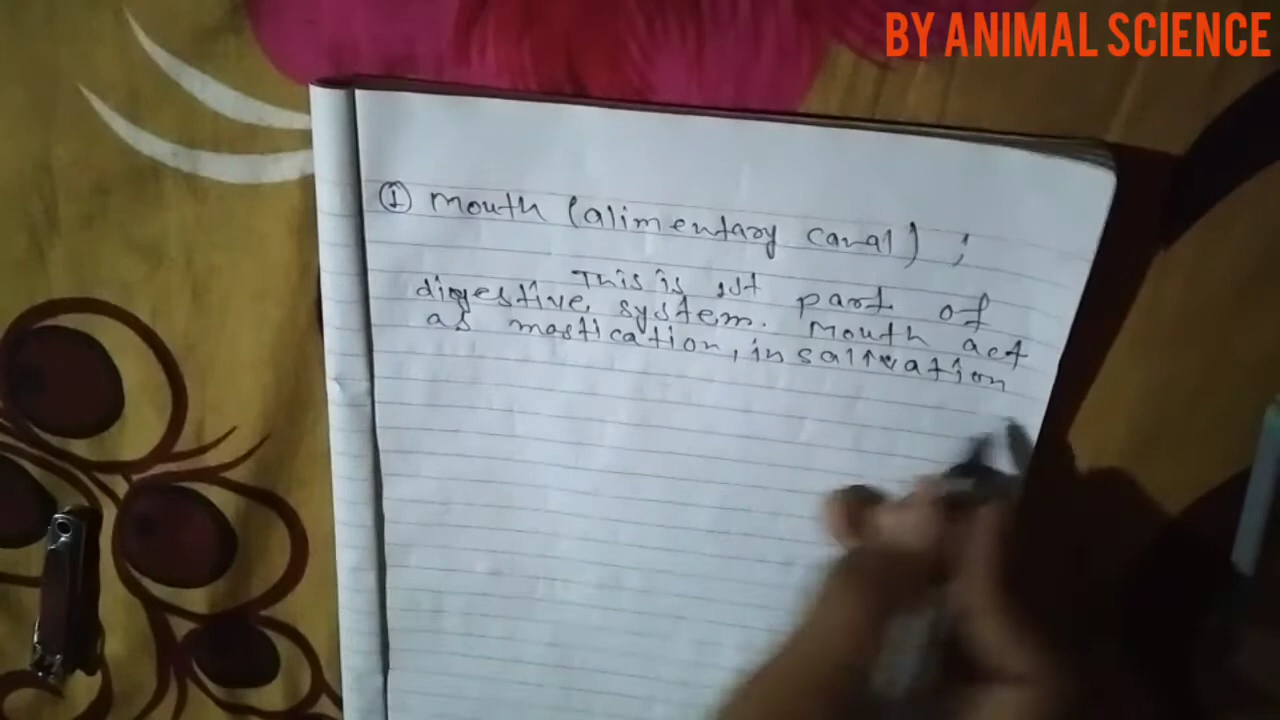 BY ANIMAL SCIENCE
① Mouth (alimentary canal) ;
This is 1st part of
digestive system. Mouth act
as mastication, insalivation